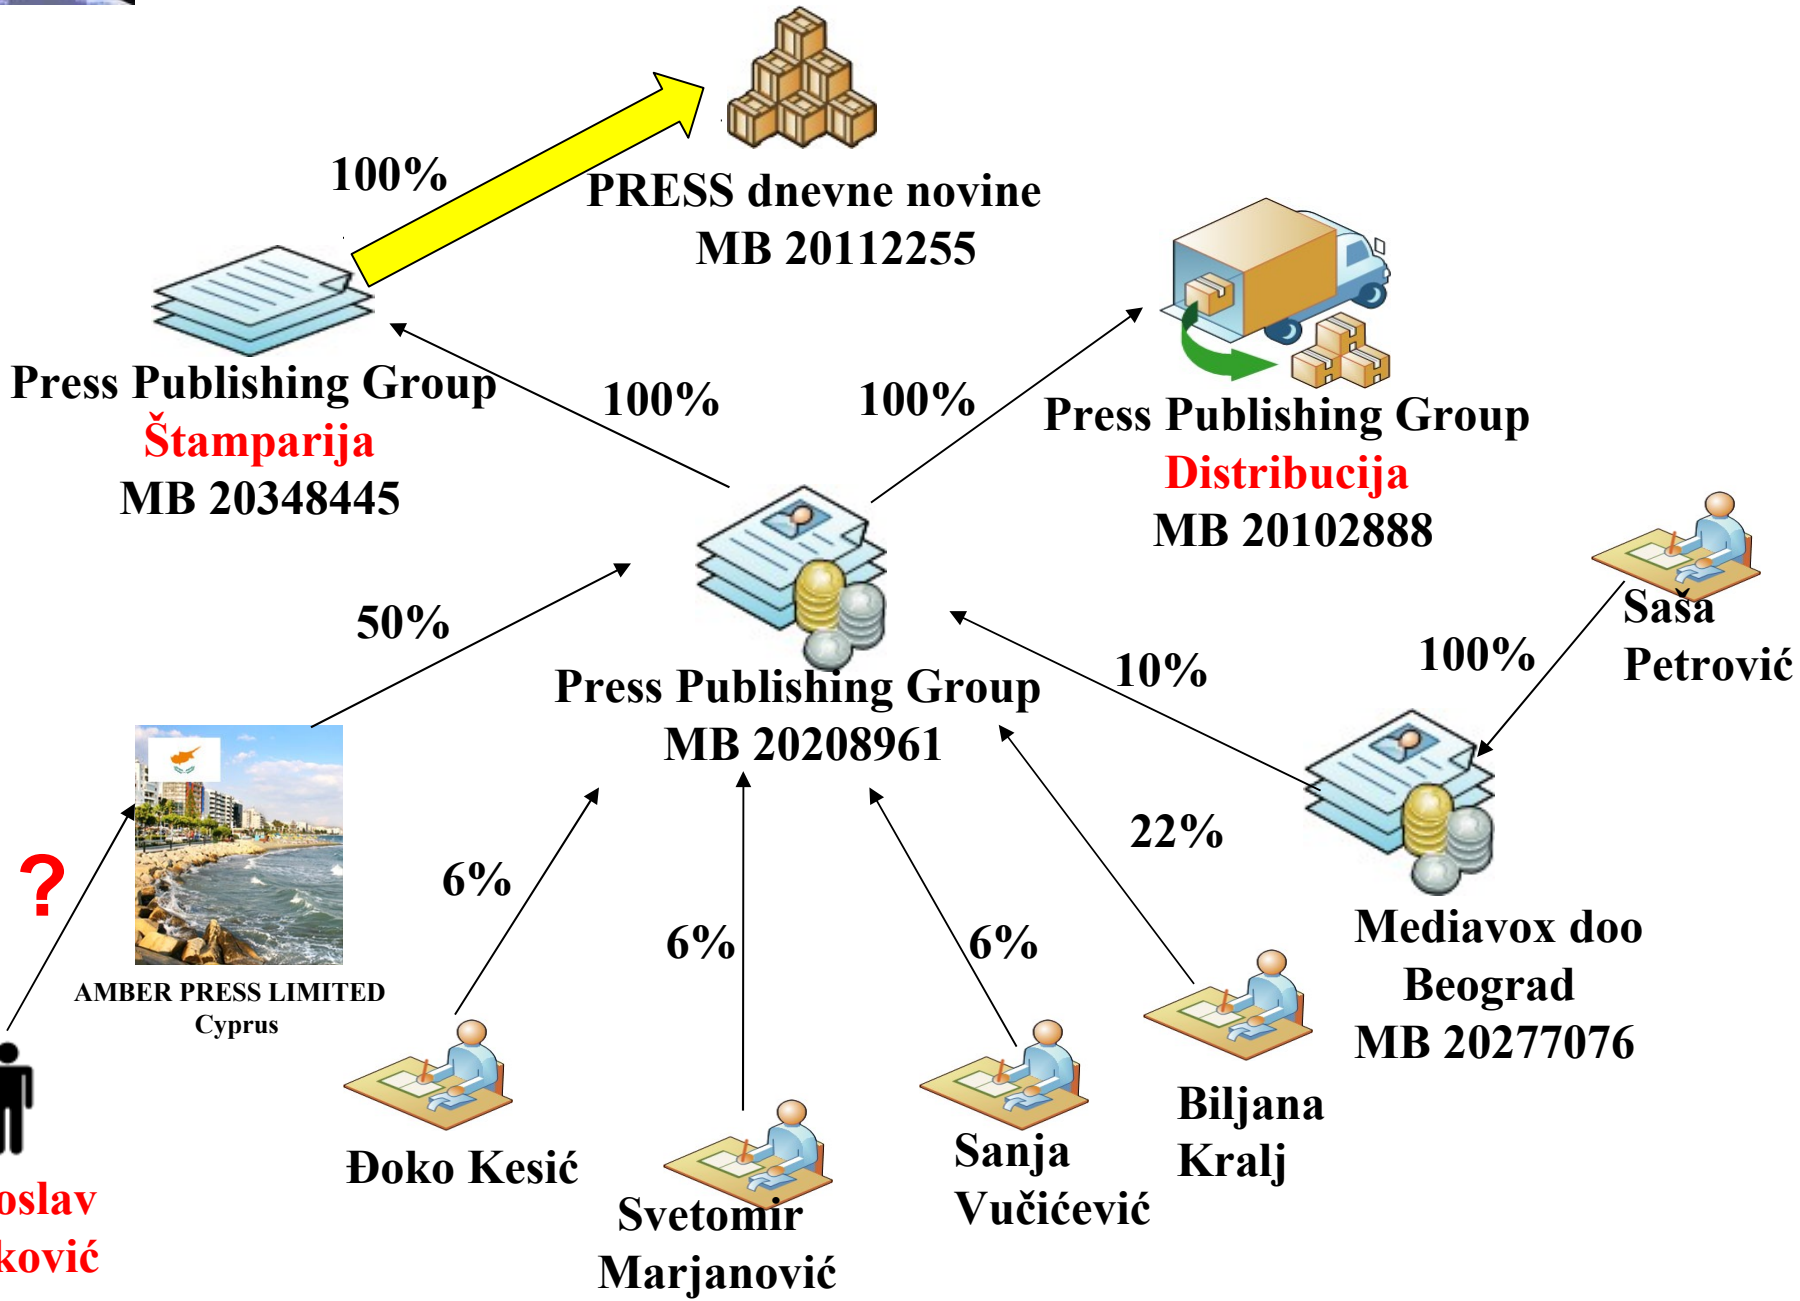 100%
PRESS dnevne novine
MB 20112255
Press Publishing Group
Štamparija
MB 20348445
100%
100%
Press Publishing Group
Distribucija
MB 20102888
50%
Press Publishing Group
MB 20208961
10%
100%
Saša
Petrović
?
AMBER PRESS LIMITED
Cyprus
6%
6%
6%
22%
Mediavox doo
Beograd
MB 20277076
Đoko Kesić
Svetomir
Marjanović
Sanja
Vučićević
Biljana
Kralj
oslav
ković